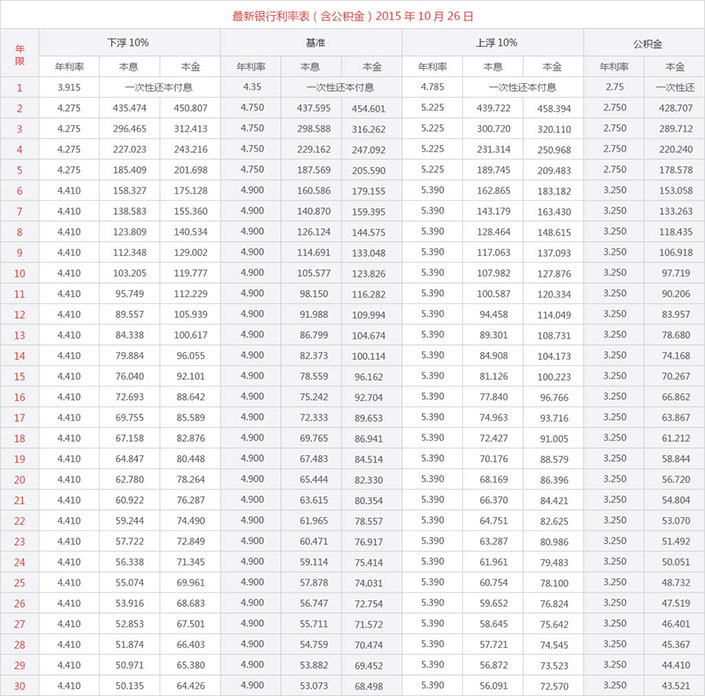 最新银行利率表（含公积金）2015 年 10 月 26 日
年限 下浮 10% 基准 上浮 10% 公积金
年利率 本息 本金 年利率 本息 本金 年利率 本息 本金 年利率 本金
1 3.915 一次性还本付息 4.35 一次性还本付息 4.785 一次性还本付息 2.75 一次性还
2 4.275 435.474 450.807 4.750 437.595 454.601 5.225 439.722 458.394 2.750 428.707
3 4.275 296.465 312.413 4.750 298.588 316.262 5.225 300.720 320.110 2.750 289.712
4 4.275 227.023 243.216 4.750 229.162 247.092 5.225 231.314 250.968 2.750 220.240
5 4.275 185.409 201.698 4.750 187.569 205.590 5.225 189.745 209.483 2.750 178.578
6 4.410 158.327 175.128 4.900 160.586 179.155 5.390 162.865 183.182 3.250 153.058
7 4.410 138.583 155.360 4.900 140.870 159.395 5.390 143.179 163.430 3.250 133.263
8 4.410 123.809 140.534 4.900 126.124 144.575 5.390 128.464 148.615 3.250 118.435
9 4.410 112.348 129.002 4.900 114.691 133.048 5.390 117.063 137.093 3.250 106.918
10 4.410 103.205 119.777 4.900 105.577 123.826 5.390 107.982 127.876 3.250 97.719
11 4.410 95.749 112.229 4.900 98.150 116.282 5.390 100.587 120.334 3.250 90.206
12 4.410 89.557 105.939 4.900 91.988 109.994 5.390 94.458 114.049 3.250 83.957
13 4.410 84.338 100.617 4.900 86.799 104.674 5.390 89.301 108.731 3.250 78.680
14 4.410 79.884 96.055 4.900 82.373 100.114 5.390 84.908 104.173 3.250 74.168
15 4.410 76.040 92.101 4.900 78.559 96.162 5.390 81.126 100.223 3.250 70.267
16 4.410 72.693 88.642 4.900 75.242 92.704 5.390 77.840 96.766 3.250 66.862
17 4.410 69.755 85.589 4.900 72.333 89.653 5.390 74.963 93.716 3.250 63.867
18 4.410 67.158 82.876 4.900 69.765 86.941 5.390 72.427 91.005 3.250 61.212
19 4.410 64.847 80.448 4.900 67.483 84.514 5.390 70.176 88.579 3.250 58.844
20 4.410 62.780 78.264 4.900 65.444 82.330 5.390 68.169 86.396 3.250 56.720
21 4.410 60.922 76.287 4.900 63.615 80.354 5.390 66.370 84.421 3.250 54.804
22 4.410 59.244 74.490 4.900 61.965 78.557 5.390 64.751 82.625 3.250 53.070
23 4.410 57.722 72.849 4.900 60.471 76.917 5.390 63.287 80.986 3.250 51.492
24 4.410 56.338 71.345 4.900 59.114 75.414 5.390 61.961 79.483 3.250 50.051
25 4.410 55.074 69.961 4.900 57.878 74.031 5.390 60.754 78.100 3.250 48.732
26 4.410 53.916 68.683 4.900 56.747 72.754 5.390 59.652 76.824 3.250 47.519
27 4.410 52.853 67.501 4.900 55.711 71.572 5.390 58.645 75.642 3.250 46.401
28 4.410 51.874 66.403 4.900 54.759 70.474 5.390 57.721 74.545 3.250 45.367
29 4.410 50.971 65.380 4.900 53.882 69.452 5.390 56.872 73.523 3.250 44.410
30 4.410 50.135 64.426 4.900 53.073 68.498 5.390 56.091 72.570 3.250 43.521